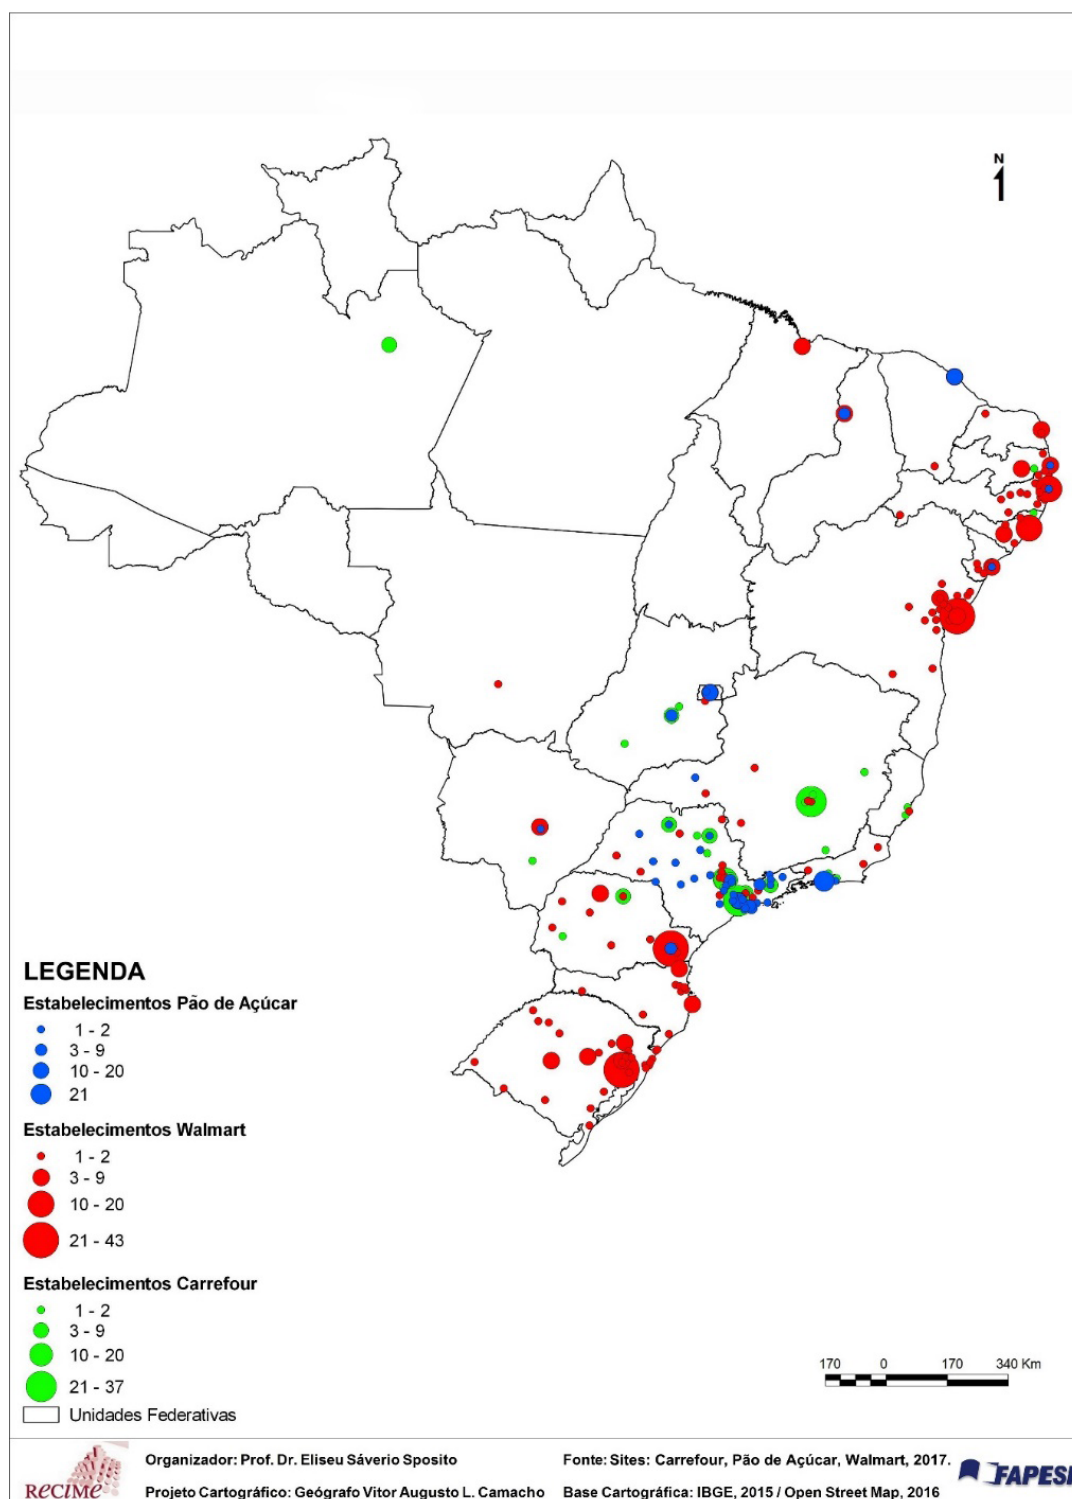 N
LEGENDA
Estabelecimentos Pão de Açúcar
1 - 2
3 - 9
10 - 20
21
Estabelecimentos Walmart
1 - 2
3 - 9
10 - 20
21 - 43
Estabelecimentos Carrefour
1 - 2
3 - 9
10 - 20
21 - 37
Unidades Federativas
170 0 170 340 Km
ReCiMe
Organizador: Prof. Dr. Eliseu Sáverio Sposito
Projeto Cartográfico: Geógrafo Vitor Augusto L. Camacho
Fonte: Sites: Carrefour, Pão de Açúcar, Walmart, 2017.
Base Cartográfica: IBGE, 2015 / Open Street Map, 2016
FAPESP